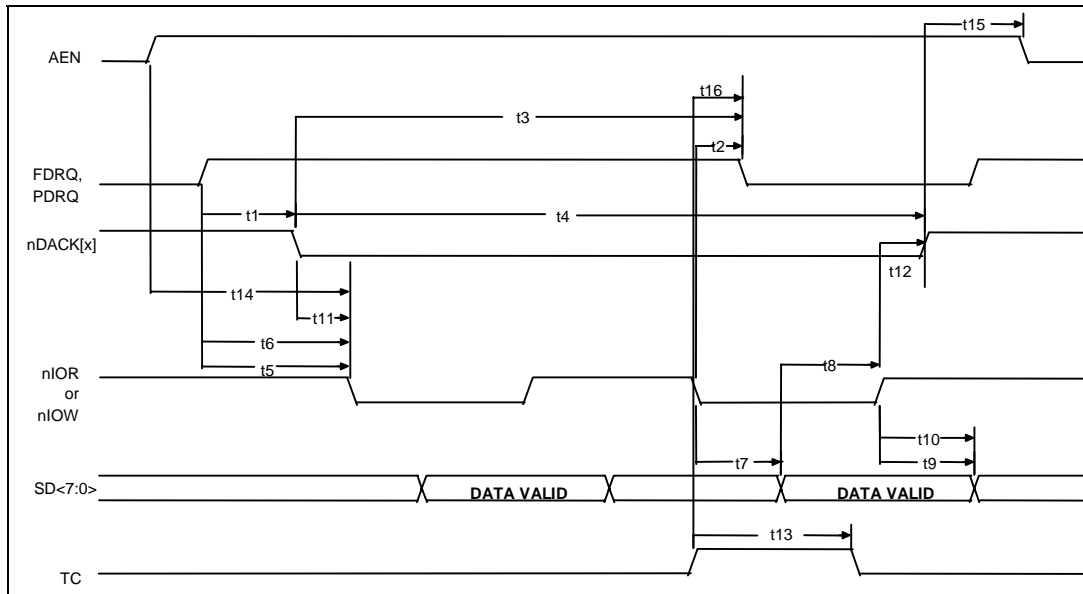 t15
AEN
t16
t3
t2
FDRQ,
PDRQ
t1
t4
nDACK[x]
t12
t14
t11
t6
t8
t5
nIOR
or
nIOW
t10
t7
t9
SD<7:0>
DATA VALID
DATA VALID
t13
TC